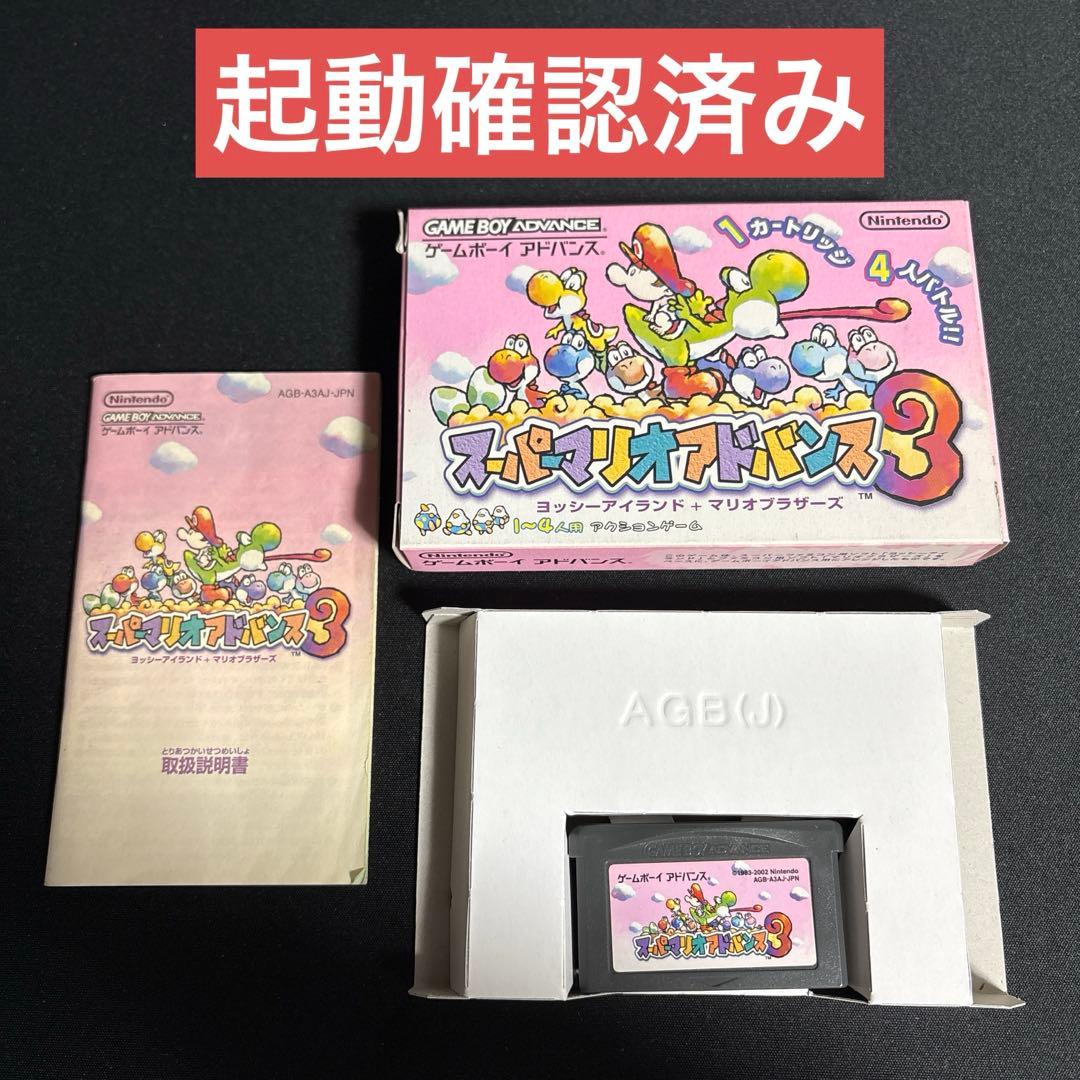 起動確認済み
GAME BOY ADVANCE
ゲームボーイ アドバンス
Nintendo
1カートリッジ
4人バトル!!
スーパーマリオアドバンス3
ヨッシーアイランド + マリオブラザーズ
TM
1〜4人用 アクションゲーム
Nintendo
ゲームボーイ アドバンス
Nintendo
AGB-A3AJ-JPN
GAME BOY ADVANCE
ゲームボーイ アドバンス
スーパーマリオアドバンス3
TM
ヨッシーアイランド + マリオブラザーズ
とりあつかいせつめいしょ
取扱説明書
AGB(J)
GAME BOY ADVANCE
ゲームボーイ アドバンス
©1983-2002 Nintendo
AGB-A3AJ-JPN
スーパーマリオアドバンス3
TM